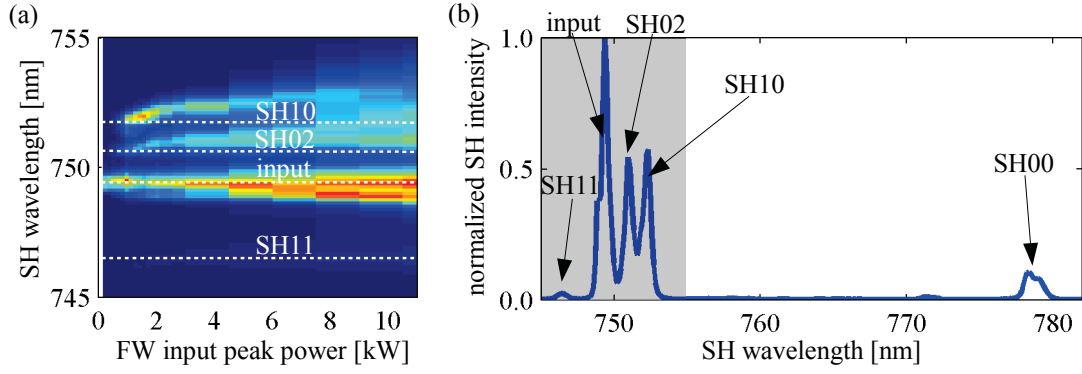 (a)
755
750
745
SH wavelength [nm]
SH10
SH02
input
SH11
0 2 4 6 8 10
FW input peak power [kW]
(b)
input
SH02
1.0
SH10
0.5
SH11
SH00
0.0
normalized SH intensity
750 760 770 780
SH wavelength [nm]